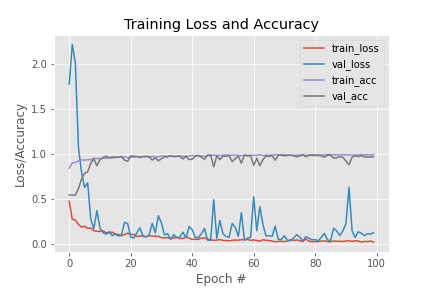 Training Loss and Accuracy
train_loss
val_loss
train_acc
val_acc
Loss/Accuracy
2.0
1.5
1.0
0.5
0.0
0 20 40 60 80 100
Epoch #